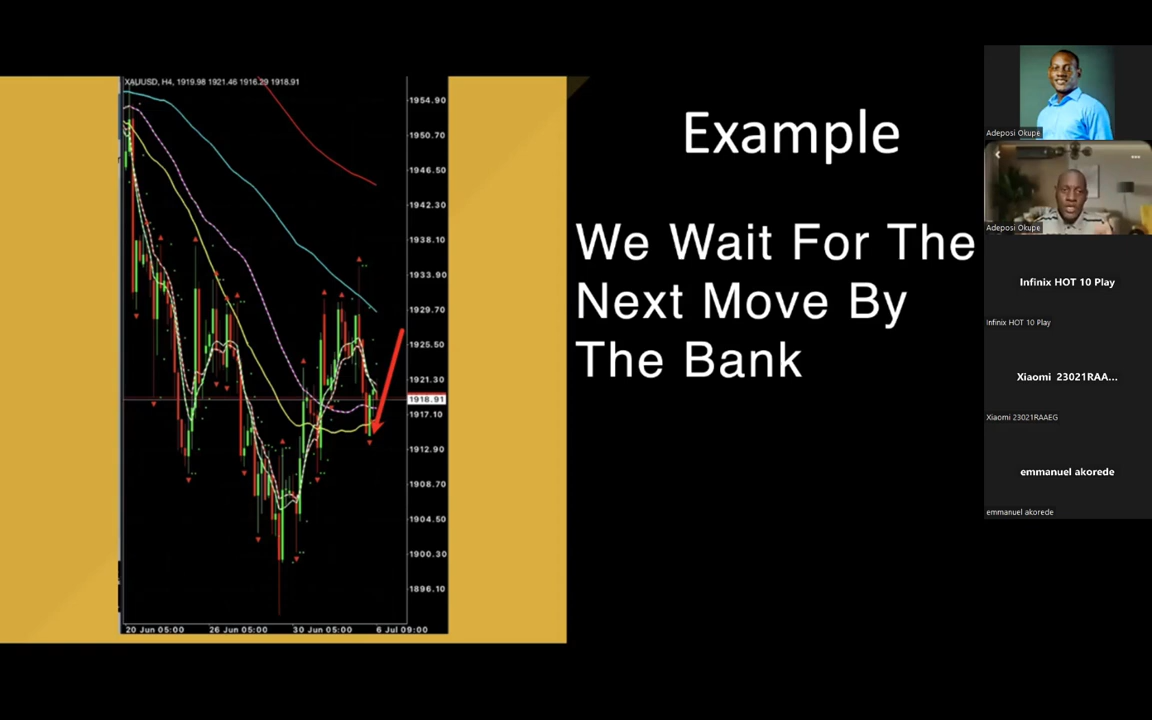 XAUUSD, H4, 1919.98 1921.46 1916.29 1918.91
1954.90
1950.70
1946.50
1942.30
1938.10
1933.90
1929.70
1925.50
1921.30
1918.91
1917.10
1912.90
1908.70
1904.50
1900.30
1896.10
20 Jun 05:00 26 Jun 05:00 30 Jun 05:00 6 Jul 09:00
Example
We Wait For The
Next Move By
The Bank
Adeposi Okupe
Adeposi Okupe
Infinix HOT 10 Play
Infinix HOT 10 Play
Xiaomi 23021RAA...
Xiaomi 23021RAAEG
emmanuel akorede
emmanuel akorede